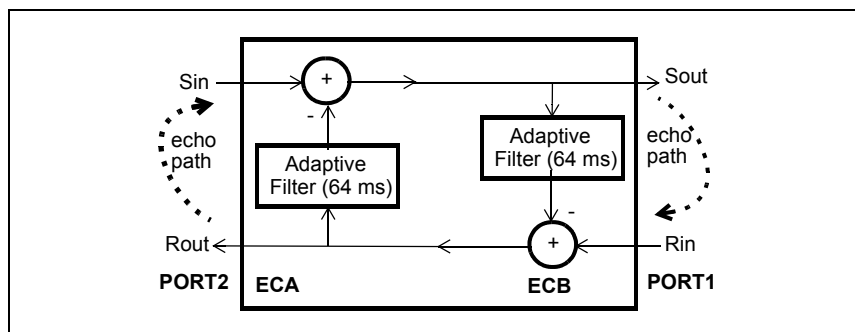 Sin
+
Sout
-
echo
path
Adaptive
Filter (64 ms)
Adaptive
Filter (64 ms)
echo
path
-
Rout
+
Rin
PORT2
ECA
ECB
PORT1